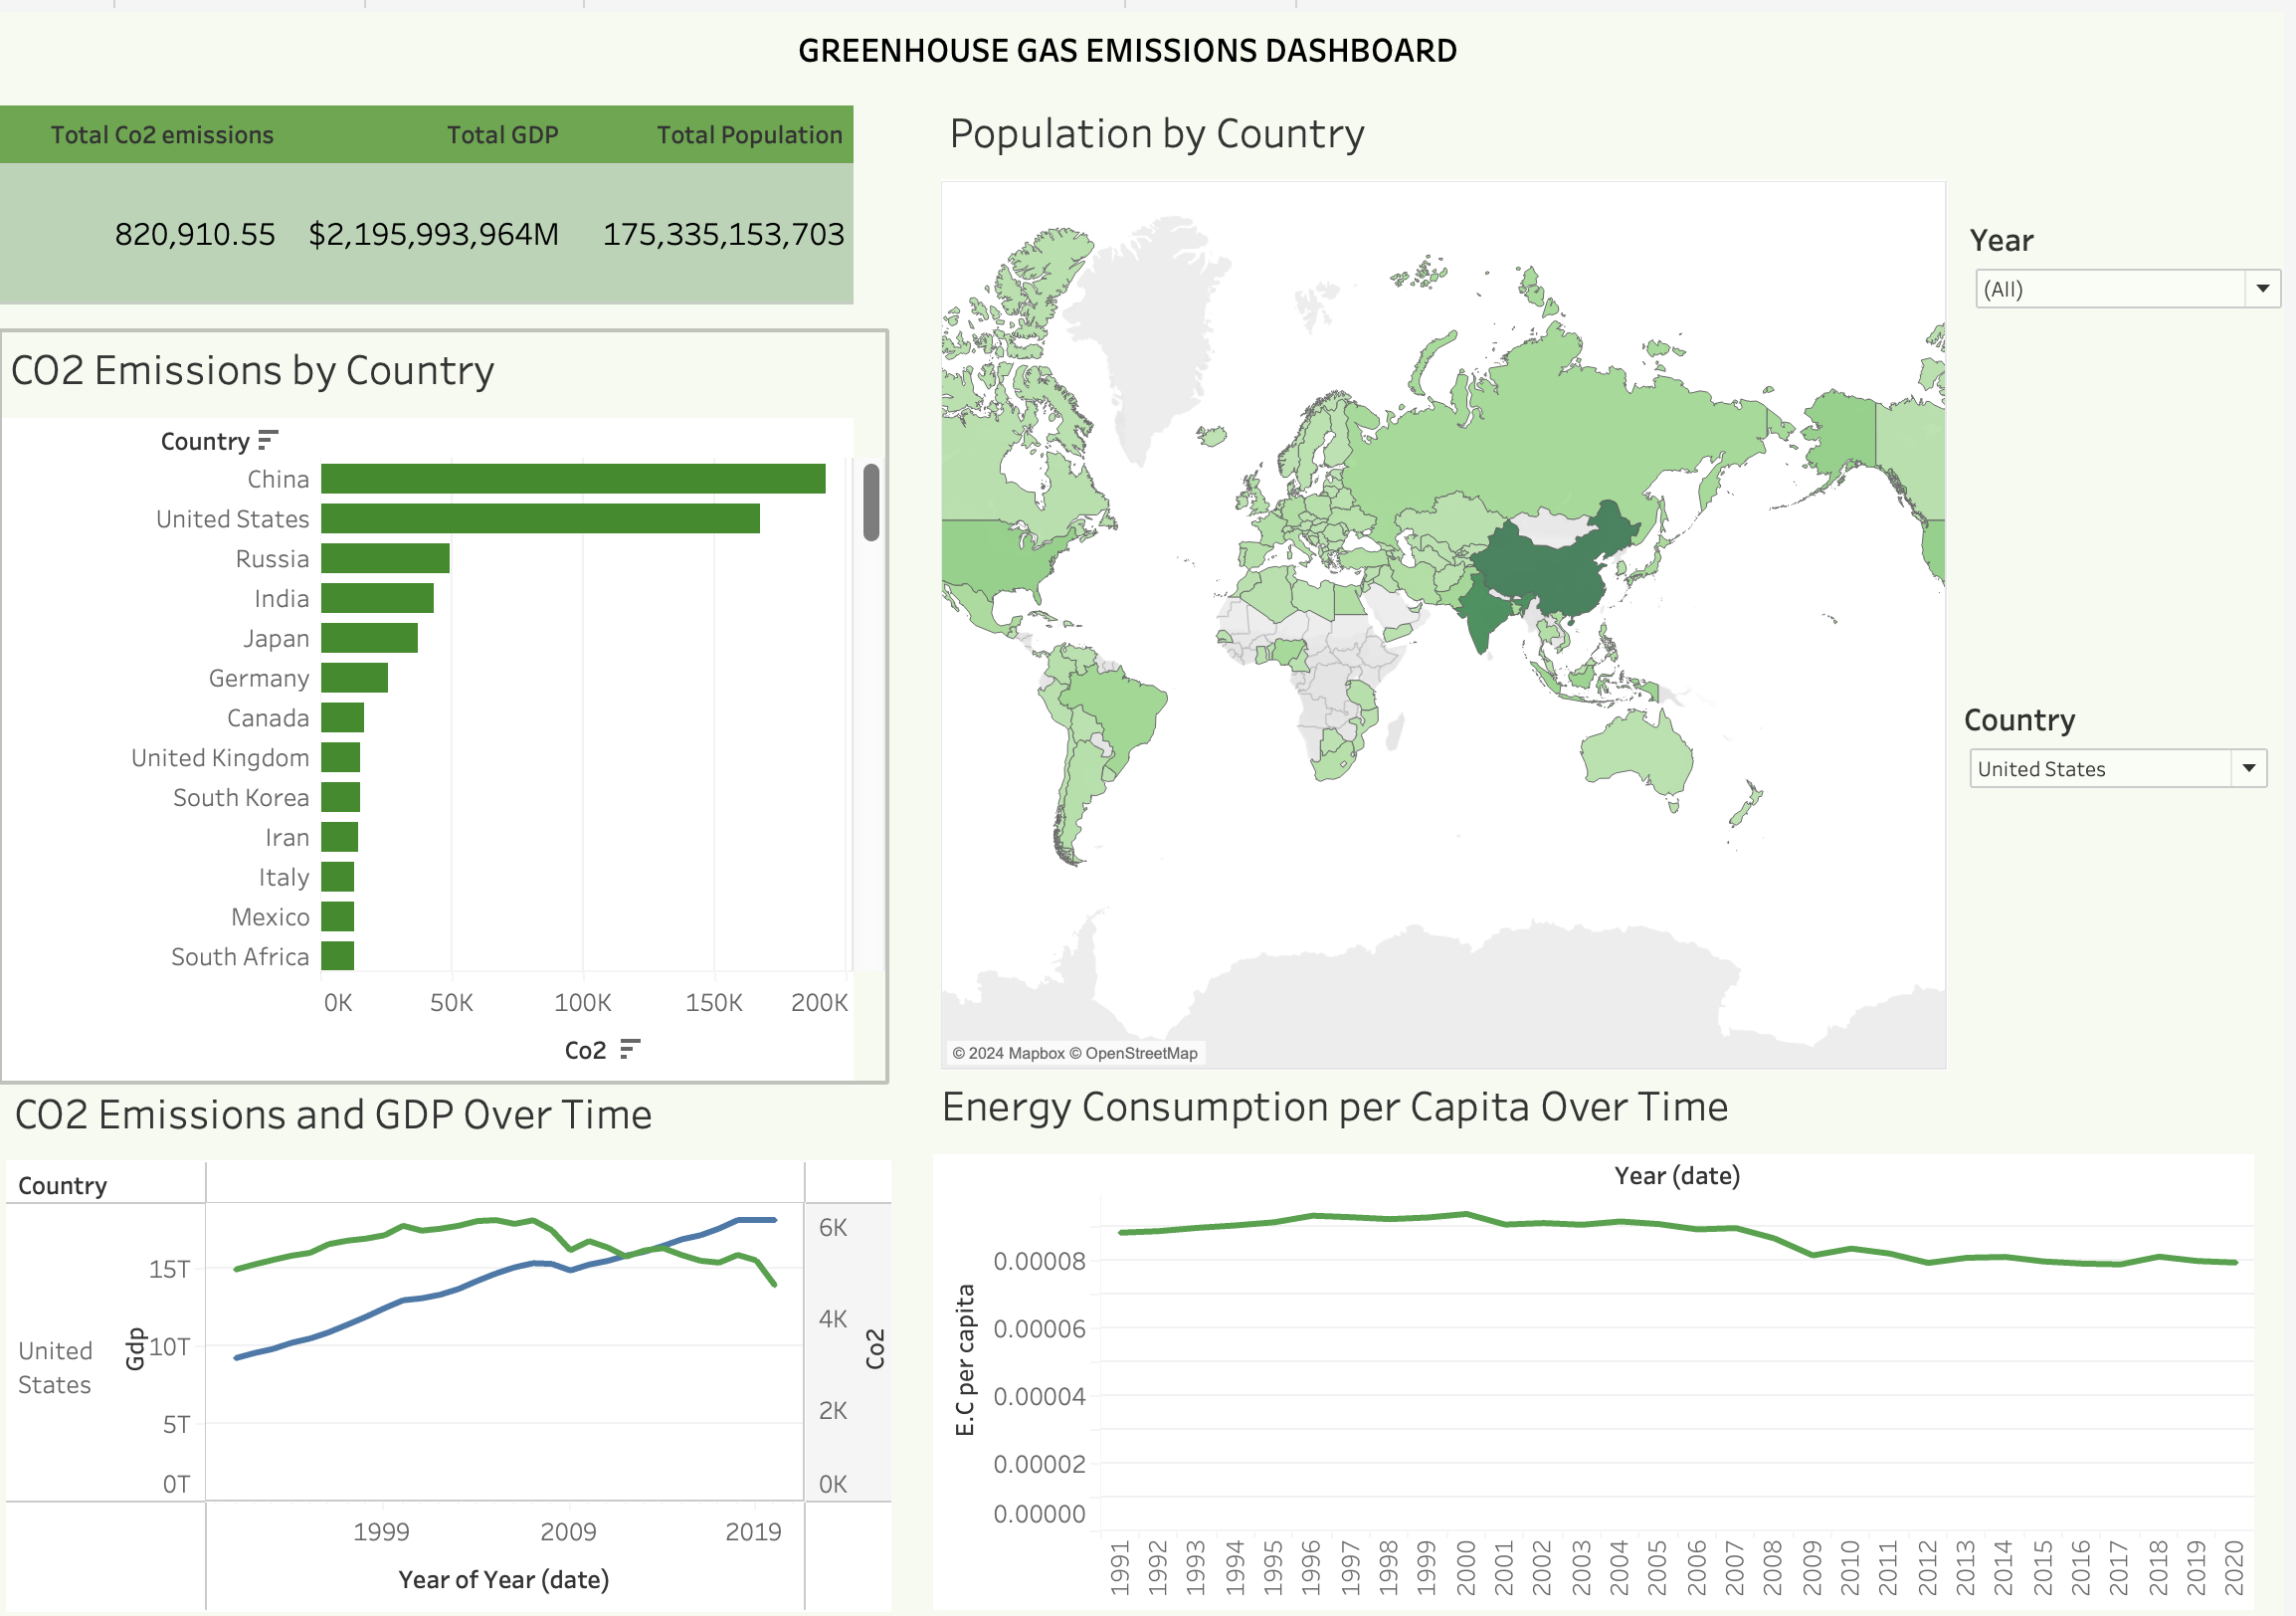 GREENHOUSE GAS EMISSIONS DASHBOARD
Total Co2 emissions Total GDP Total Population
820,910.55 $2,195,993,964M 175,335,153,703
CO2 Emissions by Country
Country
China
United States
Russia
India
Japan
Germany
Canada
United Kingdom
South Korea
Iran
Italy
Mexico
South Africa
0K 50K 100K 150K 200K
Co2
Population by Country
© 2024 Mapbox © OpenStreetMap
Year
(All)
Country
United States
CO2 Emissions and GDP Over Time
Country
United
States
Gdp
15T
10T
5T
0T
6K
4K
2K
0K
Co2
1999 2009 2019
Year of Year (date)
Energy Consumption per Capita Over Time
Year (date)
E.C per capita
0.00008
0.00006
0.00004
0.00002
0.00000
1991 1992 1993 1994 1995 1996 1997 1998 1999 2000 2001 2002 2003 2004 2005 2006 2007 2008 2009 2010 2011 2012 2013 2014 2015 2016 2017 2018 2019 2020